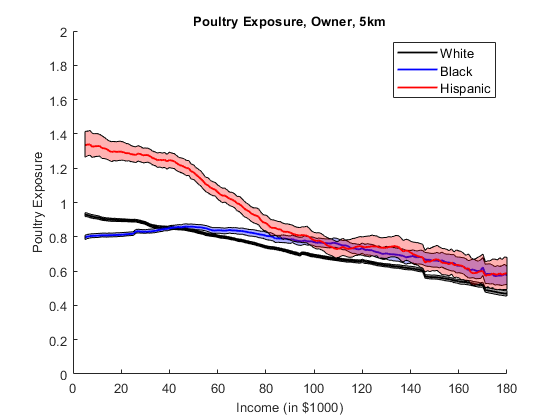 Poultry Exposure, Owner, 5km
White
Black
Hispanic
Poultry Exposure
2
1.8
1.6
1.4
1.2
1
0.8
0.6
0.4
0.2
0
0 20 40 60 80 100 120 140 160 180
Income (in $1000)